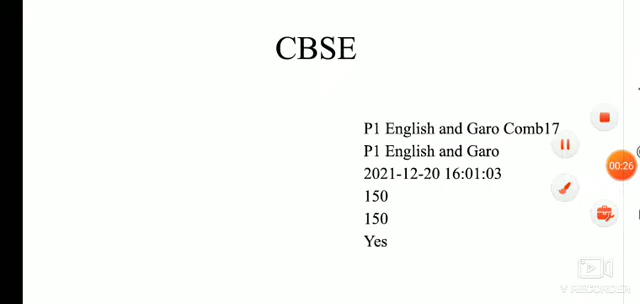 CBSE
P1 English and Garo Comb17
P1 English and Garo
2021-12-20 16:01:03
150
150
Yes
00:26
V RECORDER